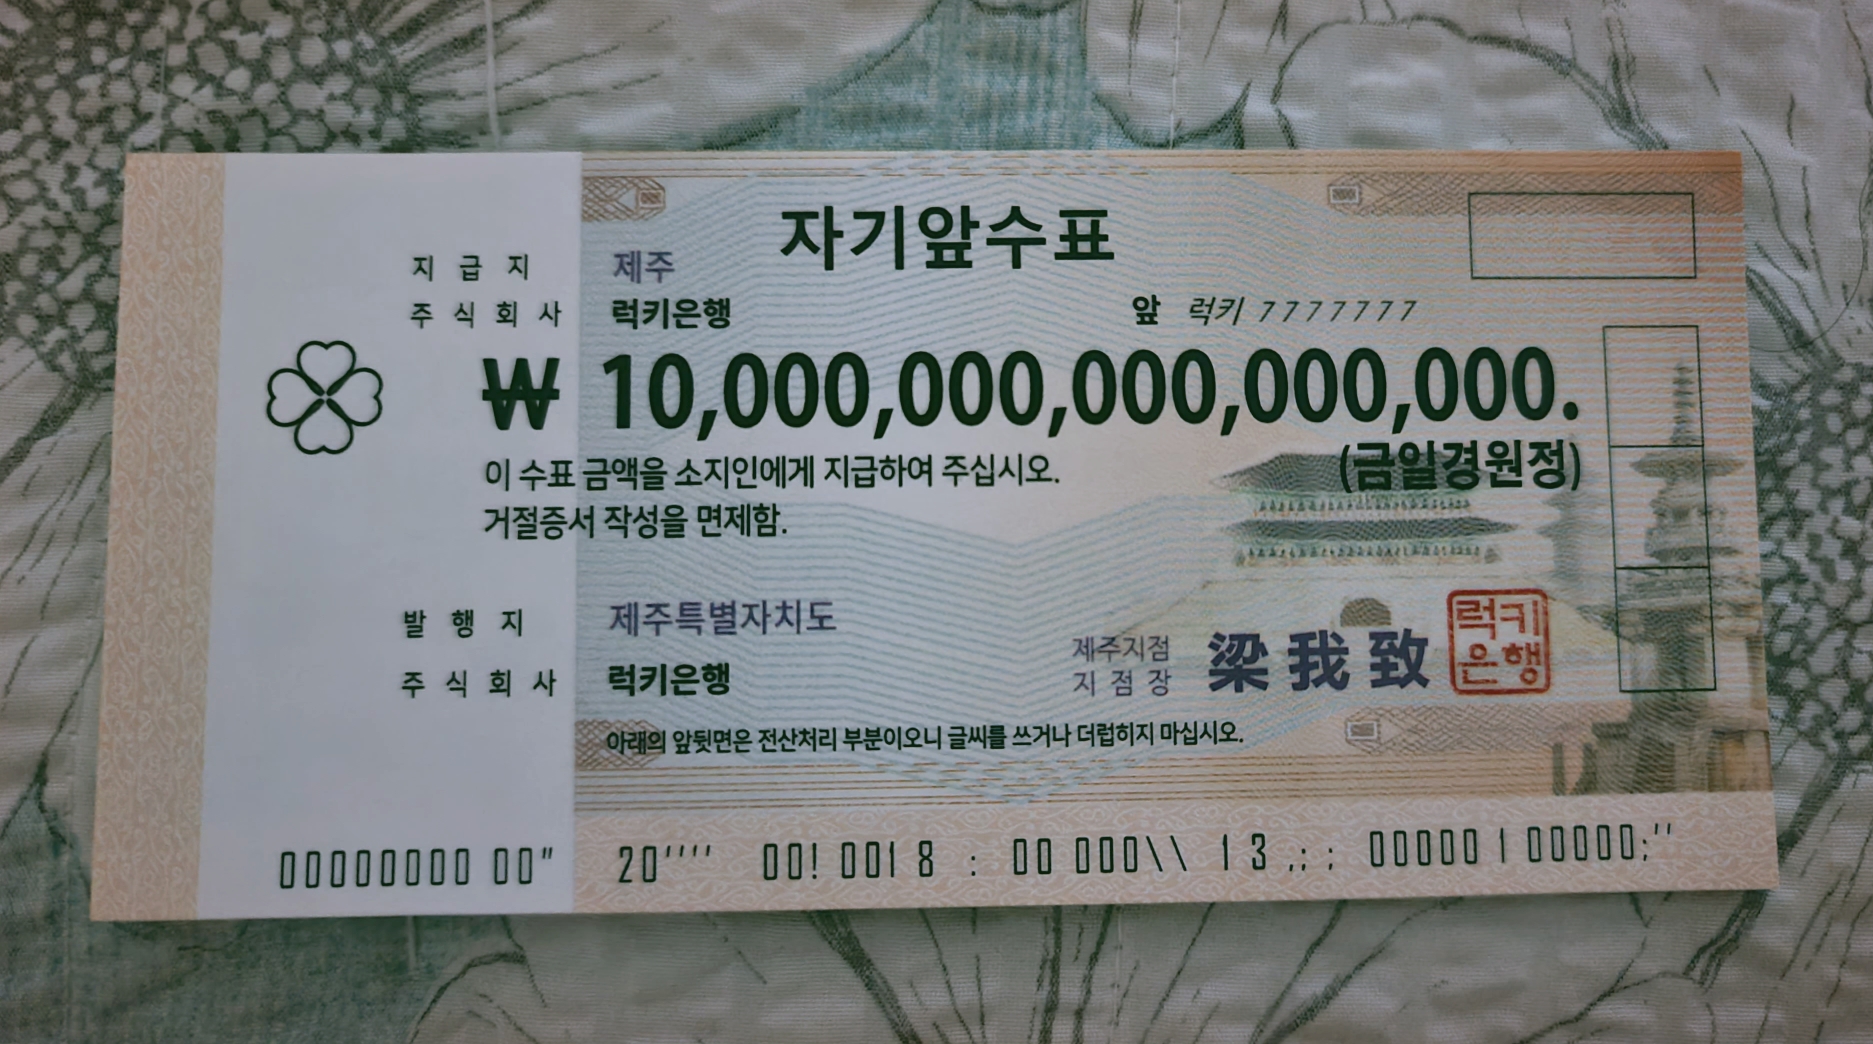 자기앞수표
지급지 제주
주식회사 럭키은행 앞 럭키 7777777
₩ 10,000,000,000,000,000.
이 수표 금액을 소지인에게 지급하여 주십시오. (금일경원정)
거절증서 작성을 면제함.
발행지 제주특별자치도
주식회사 럭키은행
제주지점
지점장 梁我致
럭키
은행
아래의 앞뒷면은 전산처리 부분이오니 글씨를 쓰거나 더럽히지 마십시오.
00000000 00" 20'''' 00! 0018 : 00 000\\ 13 ,: ; 00000 1 00000;''